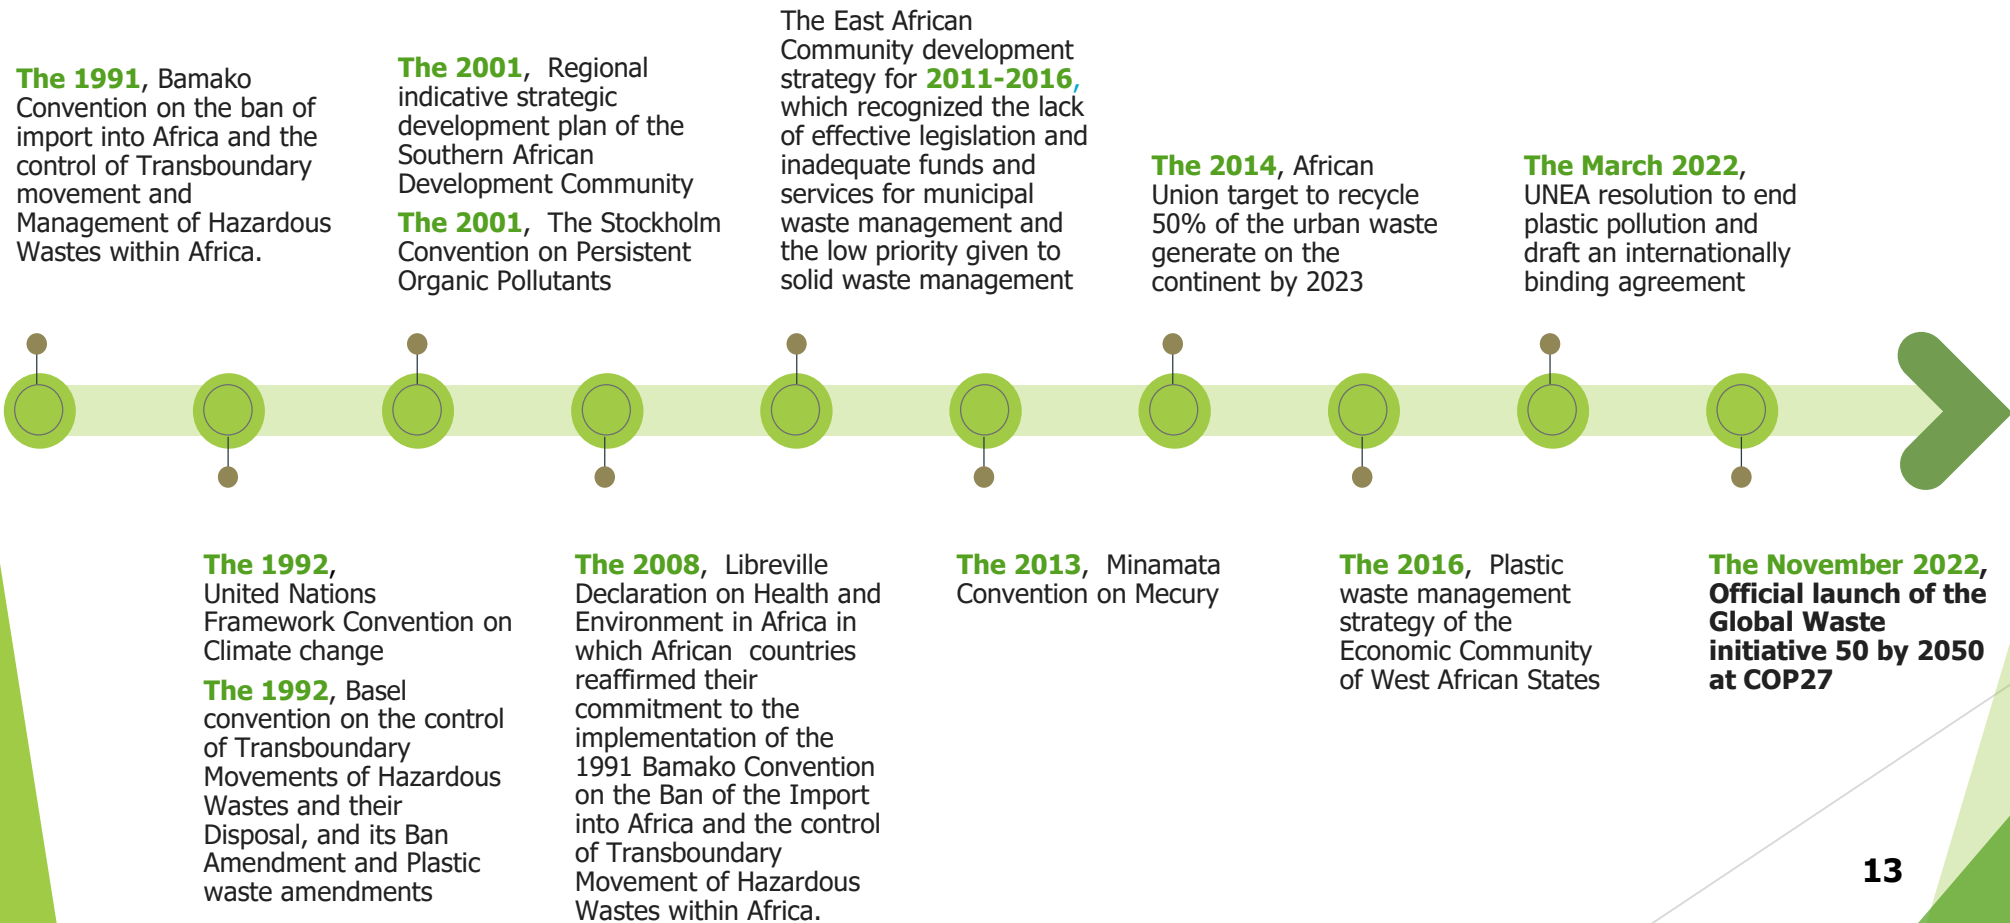 The 1991, Bamako
Convention on the ban of
import into Africa and the
control of Transboundary
movement and
Management of Hazardous
Wastes within Africa.
The 2001, Regional
indicative strategic
development plan of the
Southern African
Development Community
The 2001, The Stockholm
Convention on Persistent
Organic Pollutants
The East African
Community development
strategy for 2011-2016,
which recognized the lack
of effective legislation and
inadequate funds and
services for municipal
waste management and
the low priority given to
solid waste management
The 2014, African
Union target to recycle
50% of the urban waste
generate on the
continent by 2023
The March 2022,
UNEA resolution to end
plastic pollution and
draft an internationally
binding agreement
The 1992,
United Nations
Framework Convention on
Climate change
The 1992, Basel
convention on the control
of Transboundary
Movements of Hazardous
Wastes and their
Disposal, and its Ban
Amendment and Plastic
waste amendments
The 2008, Libreville
Declaration on Health and
Environment in Africa in
which African countries
reaffirmed their
commitment to the
implementation of the
1991 Bamako Convention
on the Ban of the Import
into Africa and the control
of Transboundary
Movement of Hazardous
Wastes within Africa.
The 2013, Minamata
Convention on Mecury
The 2016, Plastic
waste management
strategy of the
Economic Community
of West African States
The November 2022,
Official launch of the
Global Waste
initiative 50 by 2050
at COP27
13